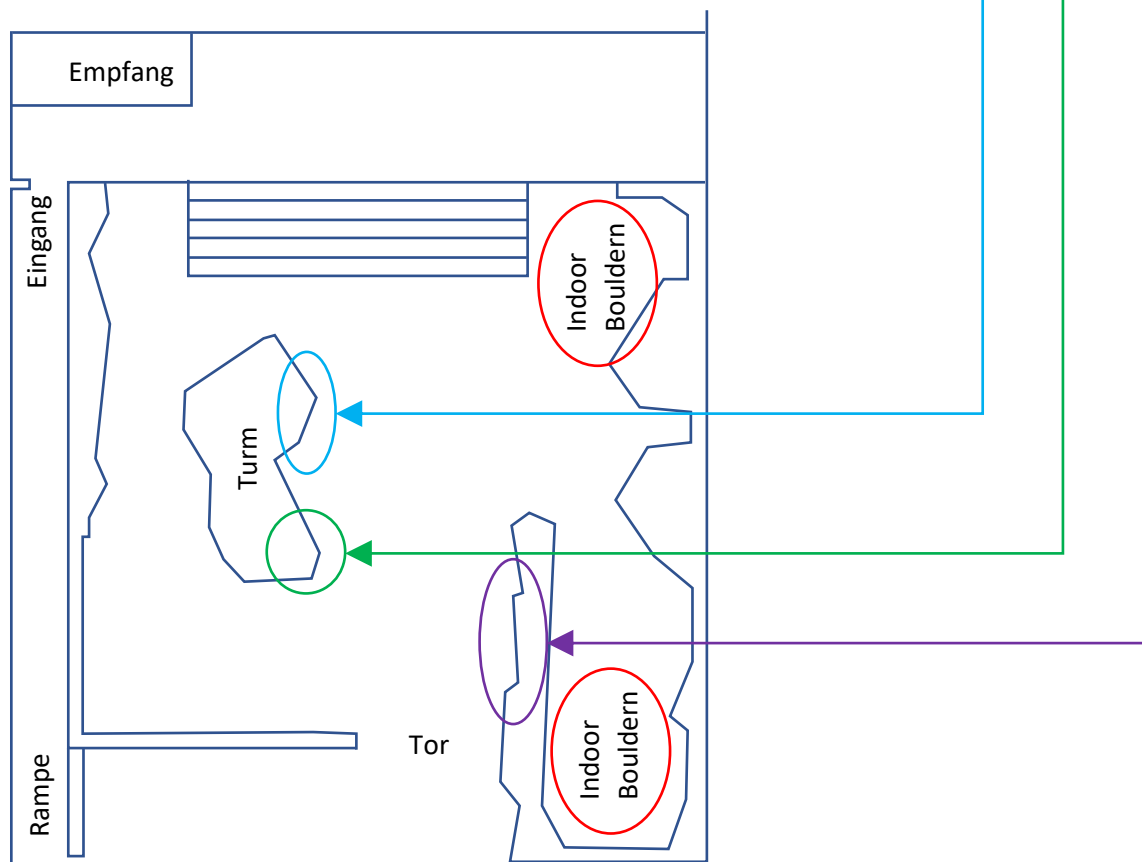 Empfang
Eingang
Indoor
Bouldern
Turm
Tor
Indoor
Bouldern
Rampe